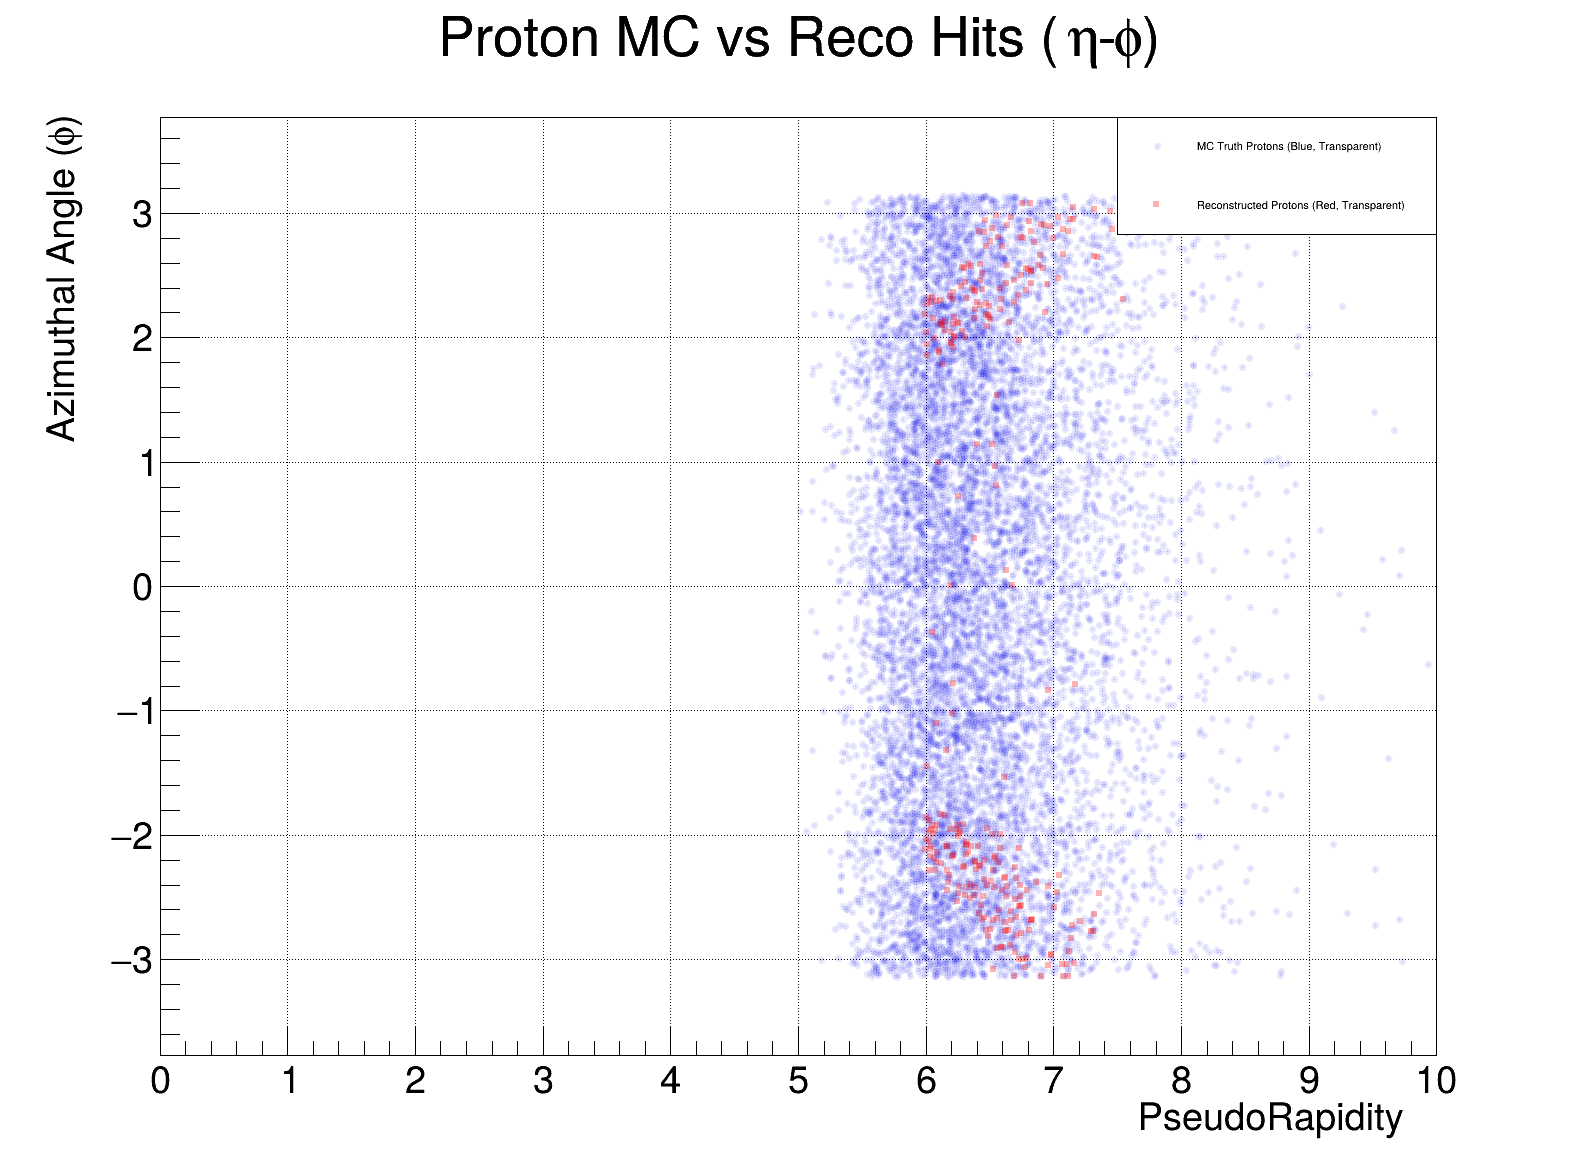 Proton MC vs Reco Hits ( η-ϕ)
Azimuthal Angle (ϕ)
MC Truth Protons (Blue, Transparent)
Reconstructed Protons (Red, Transparent)
3
2
1
0
−1
−2
−3
0 1 2 3 4 5 6 7 8 9 10
PseudoRapidity